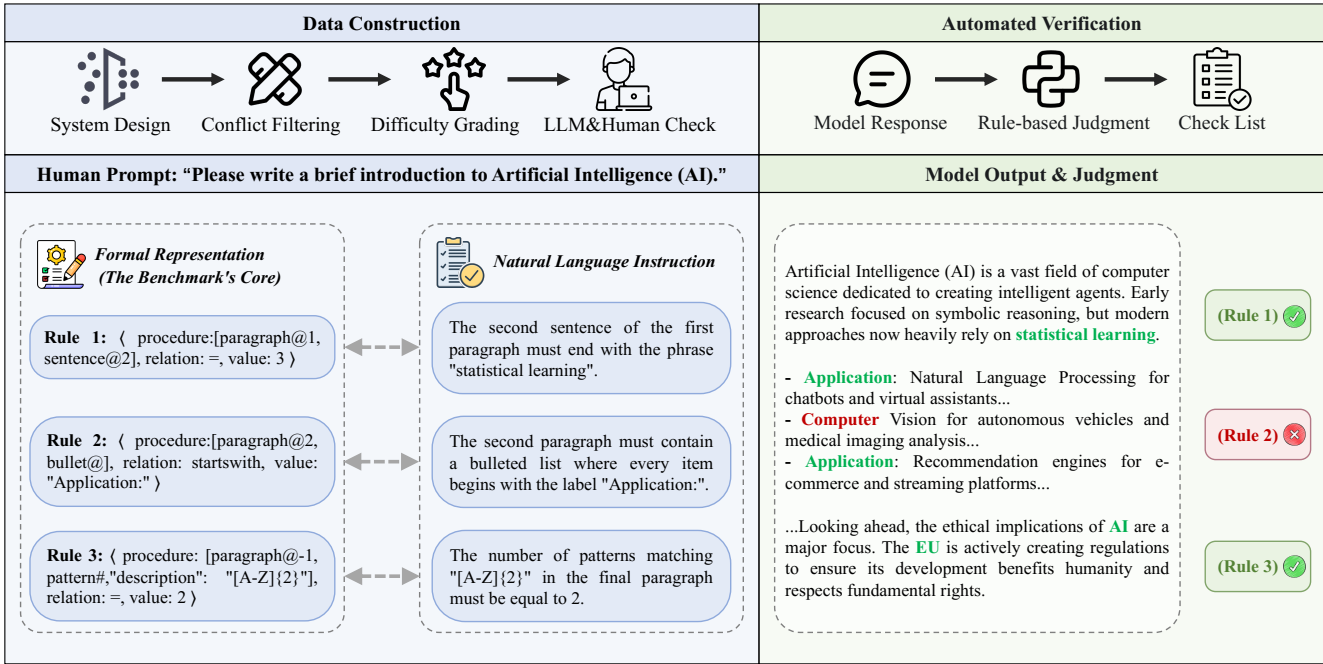 Data Construction
Automated Verification
System Design
Conflict Filtering
Difficulty Grading
LLM&Human Check
Model Response
Rule-based Judgment
Check List
Human Prompt: “Please write a brief introduction to Artificial Intelligence (AI).”
Model Output & Judgment
Formal Representation
(The Benchmark's Core)
Natural Language Instruction
Rule 1: ⟨ procedure:[paragraph@1,
sentence@2], relation: =, value: 3 ⟩
The second sentence of the first
paragraph must end with the phrase
"statistical learning".
Rule 2: ⟨ procedure:[paragraph@2,
bullet@], relation: startswith, value:
"Application:" ⟩
The second paragraph must contain
a bulleted list where every item
begins with the label "Application:".
Rule 3: ⟨ procedure: [paragraph@-1,
pattern#,"description": "[A-Z]{2}"],
relation: =, value: 2 ⟩
The number of patterns matching
"[A-Z]{2}" in the final paragraph
must be equal to 2.
Artificial Intelligence (AI) is a vast field of computer
science dedicated to creating intelligent agents. Early
research focused on symbolic reasoning, but modern
approaches now heavily rely on statistical learning.
- Application: Natural Language Processing for
chatbots and virtual assistants...
- Computer Vision for autonomous vehicles and
medical imaging analysis...
- Application: Recommendation engines for e-
commerce and streaming platforms...
...Looking ahead, the ethical implications of AI are a
major focus. The EU is actively creating regulations
to ensure its development benefits humanity and
respects fundamental rights.
(Rule 1)
(Rule 2)
(Rule 3)